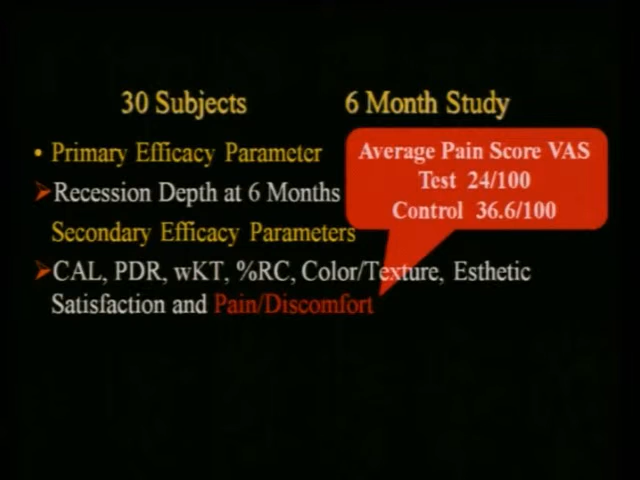 30 Subjects 6 Month Study
• Primary Efficacy Parameter
➤Recession Depth at 6 Months
Secondary Efficacy Parameters
➤CAL, PDR, wKT, %RC, Color/Texture, Esthetic
Satisfaction and Pain/Discomfort
Average Pain Score VAS
Test 24/100
Control 36.6/100